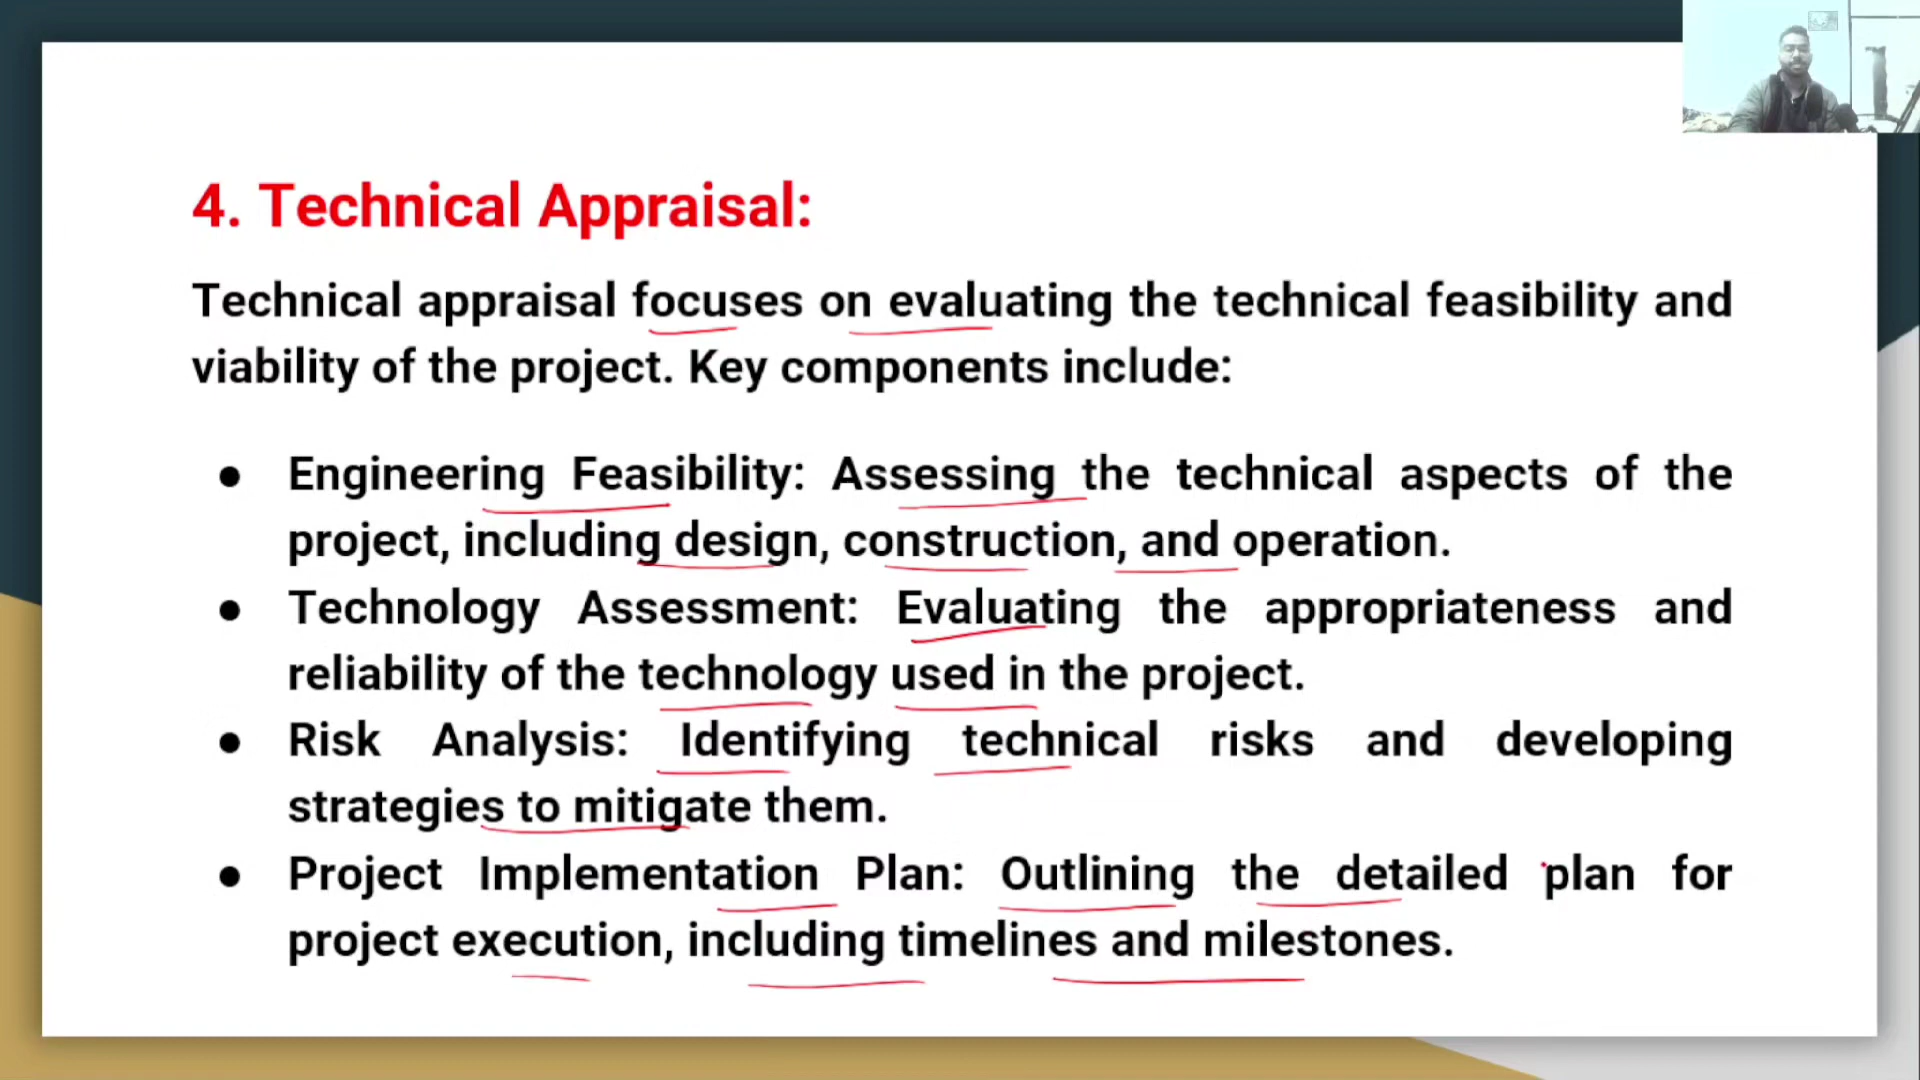 4. Technical Appraisal:
Technical appraisal focuses on evaluating the technical feasibility and
viability of the project. Key components include:
● Engineering Feasibility: Assessing the technical aspects of the
project, including design, construction, and operation.
● Technology Assessment: Evaluating the appropriateness and
reliability of the technology used in the project.
● Risk Analysis: Identifying technical risks and developing
strategies to mitigate them.
● Project Implementation Plan: Outlining the detailed plan for
project execution, including timelines and milestones.